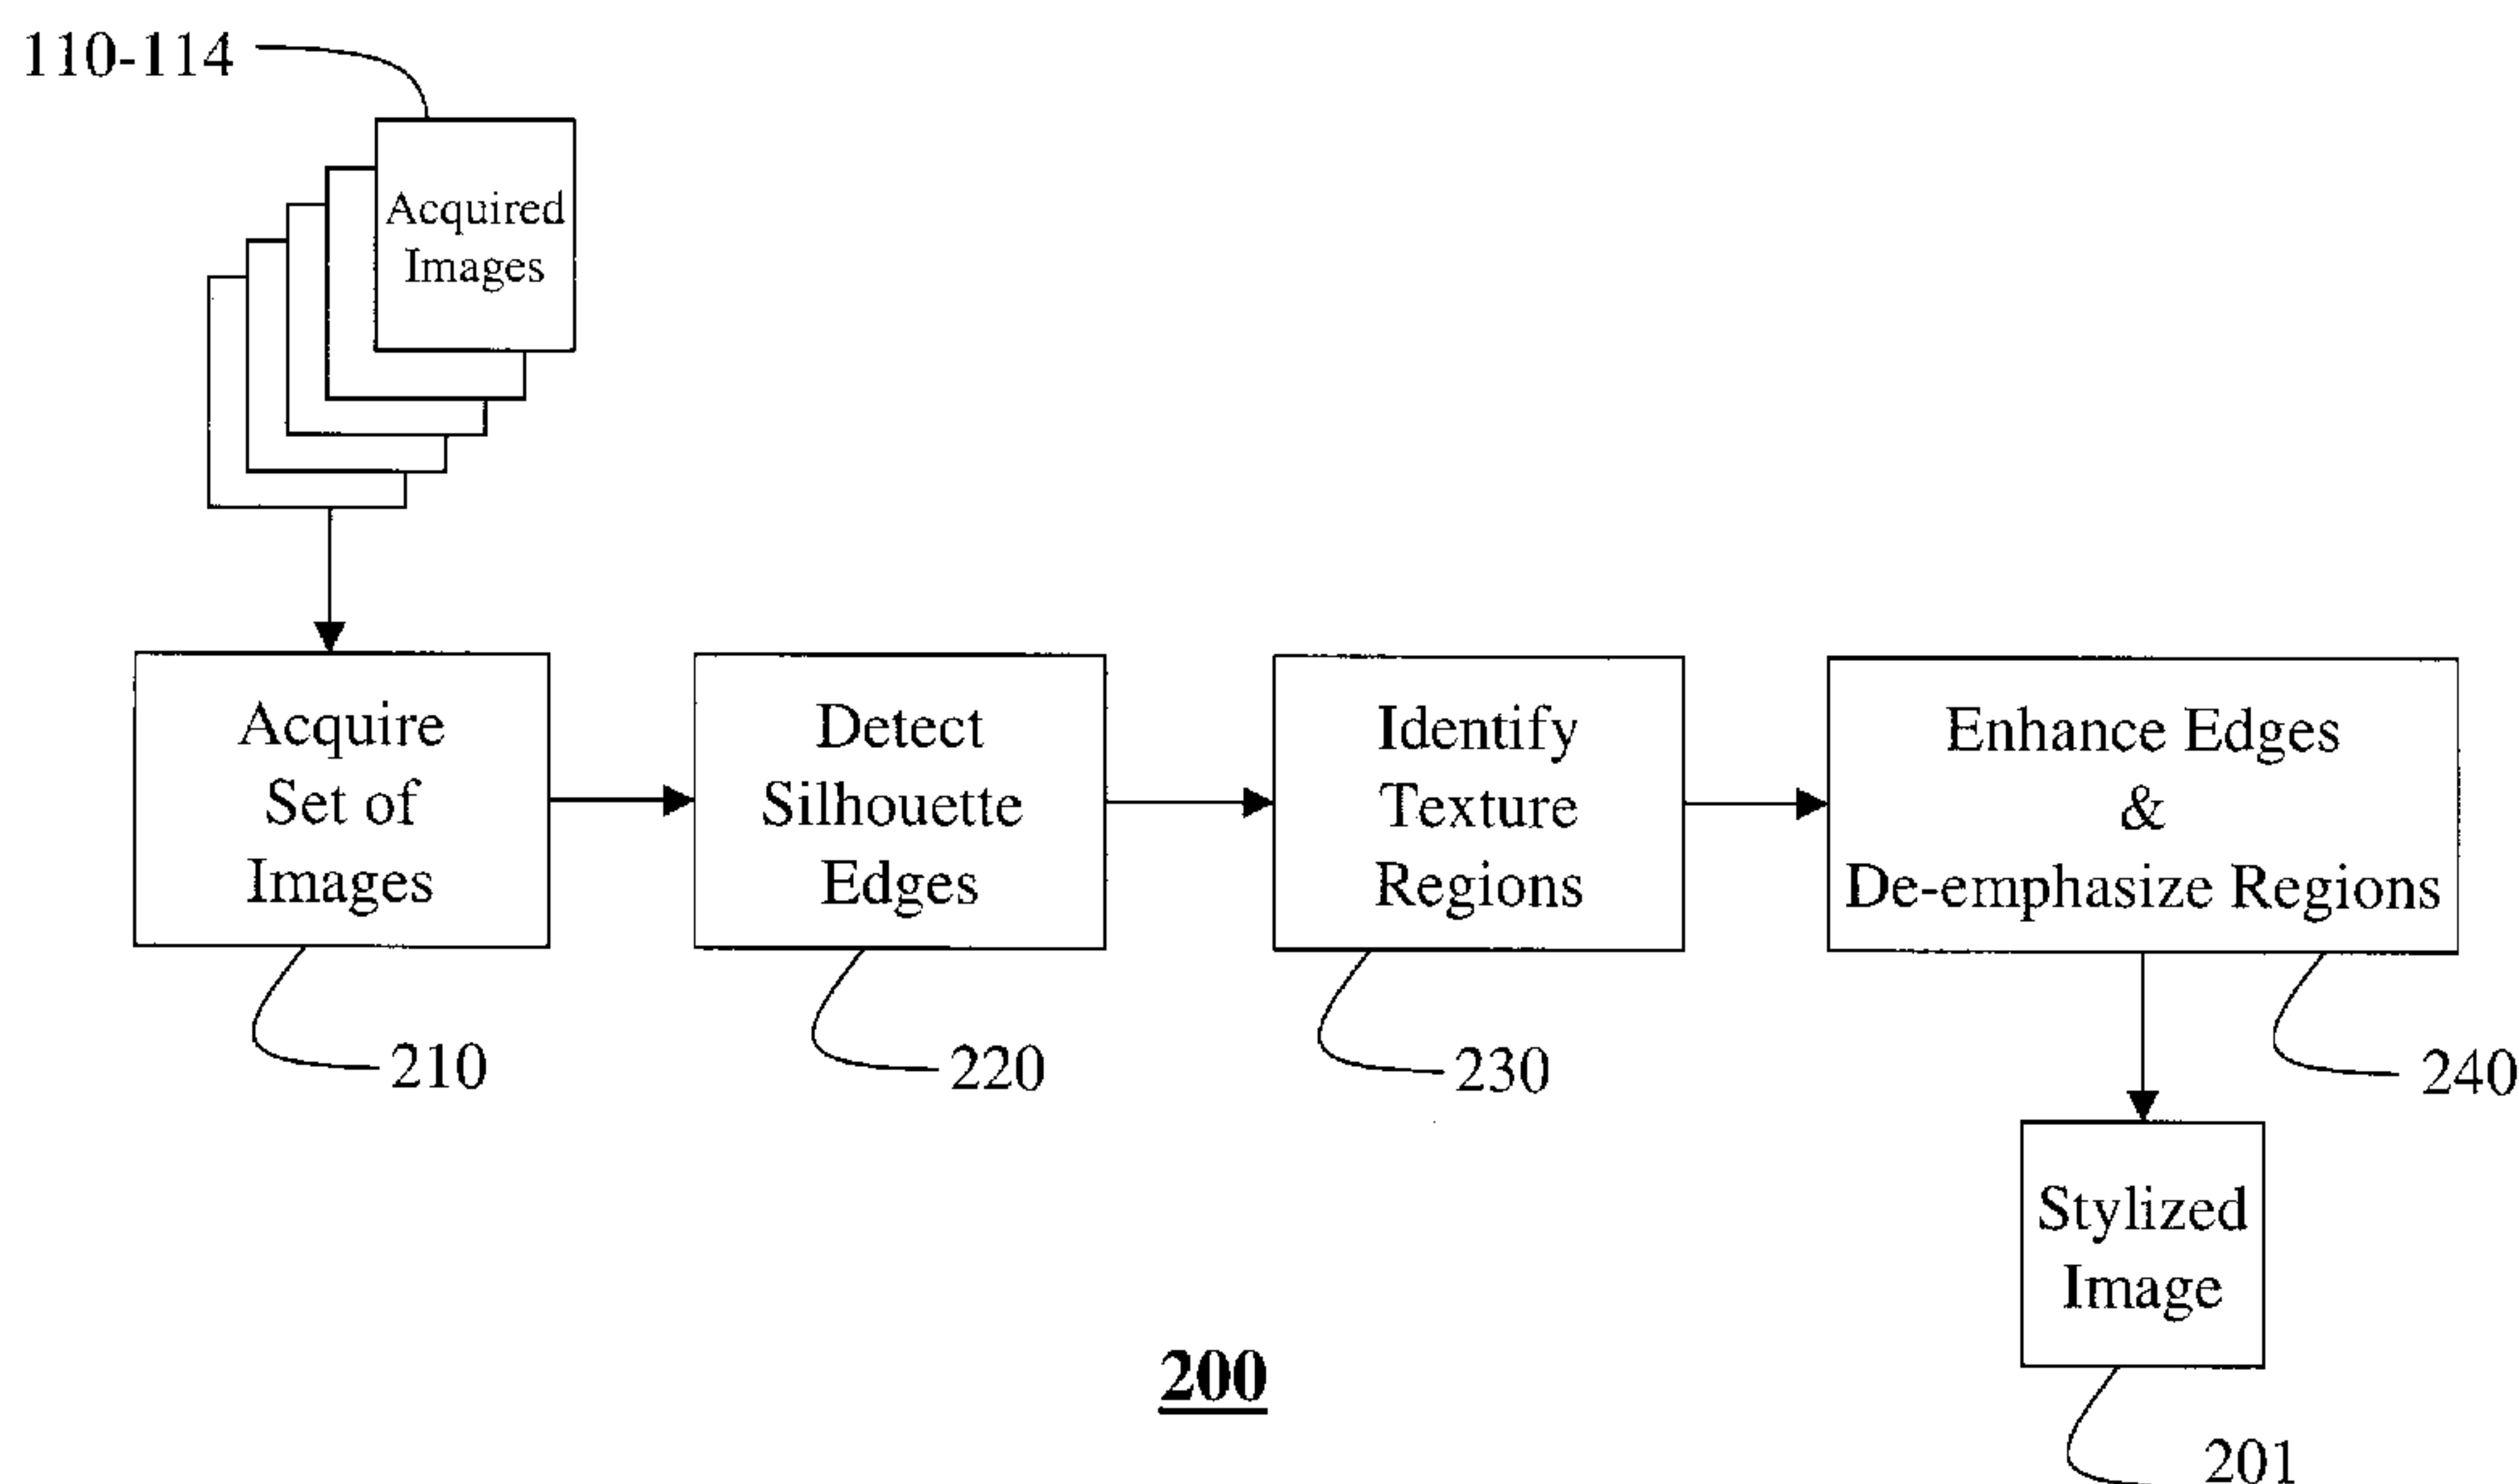 110-114
Acquired
Images
Acquire
Set of
Images
Detect
Silhouette
Edges
Identify
Texture
Regions
Enhance Edges
&
De-emphasize Regions
210
220
230
240
Stylized
Image
200
201